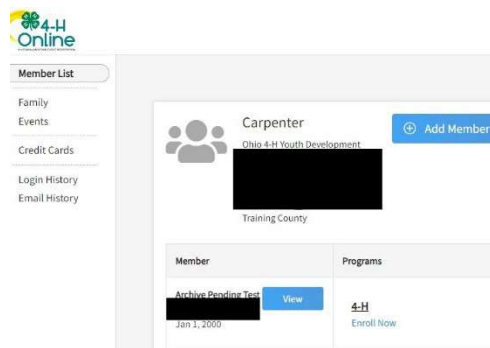 4-H
Online
Member List
Family
Events
Credit Cards
Login History
Email History
Carpenter
Ohio 4-H Youth Development
Add Member
Training County
Member
Programs
Archive Pending Test
View
Jan 1, 2000
4-H
Enroll Now